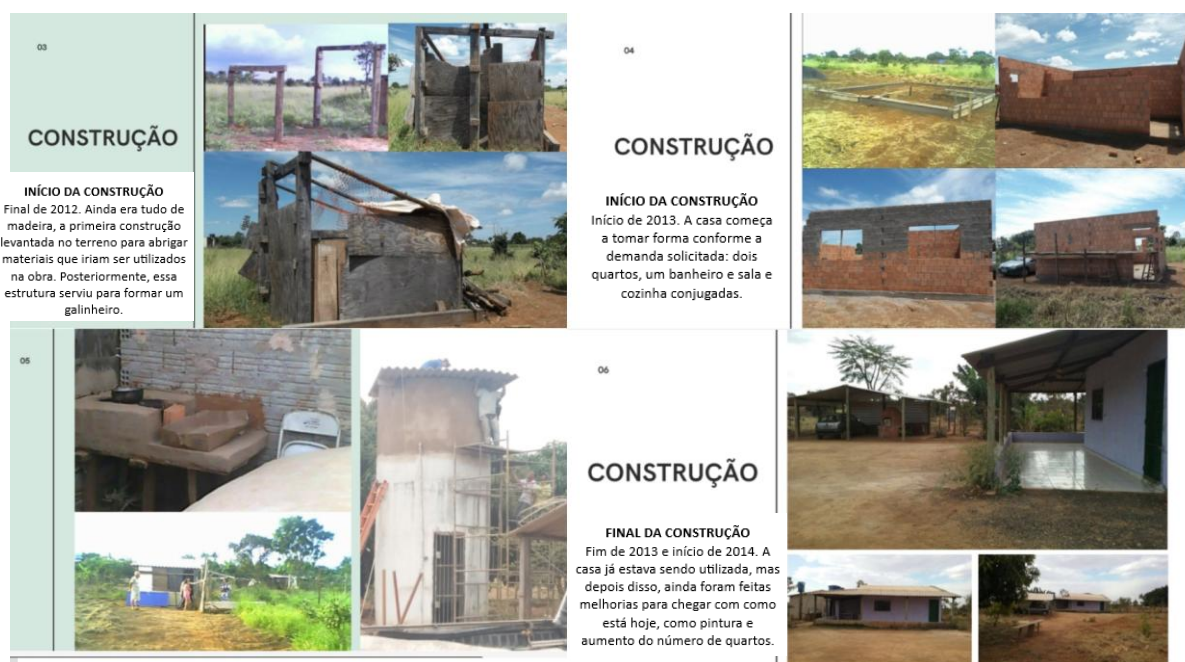 03
CONSTRUÇÃO
INÍCIO DA CONSTRUÇÃO
Final de 2012. Ainda era tudo de
madeira, a primeira construção
levantada no terreno para abrigar
materiais que iriam ser utilizados
na obra. Posteriormente, essa
estrutura serviu para formar um
galinheiro.
04
CONSTRUÇÃO
INÍCIO DA CONSTRUÇÃO
Início de 2013. A casa começa
a tomar forma conforme a
demanda solicitada: dois
quartos, um banheiro e sala e
cozinha conjugadas.
05
06
CONSTRUÇÃO
FINAL DA CONSTRUÇÃO
Fim de 2013 e início de 2014. A
casa já estava sendo utilizada, mas
depois disso, ainda foram feitas
melhorias para chegar com como
está hoje, como pintura e
aumento do número de quartos.